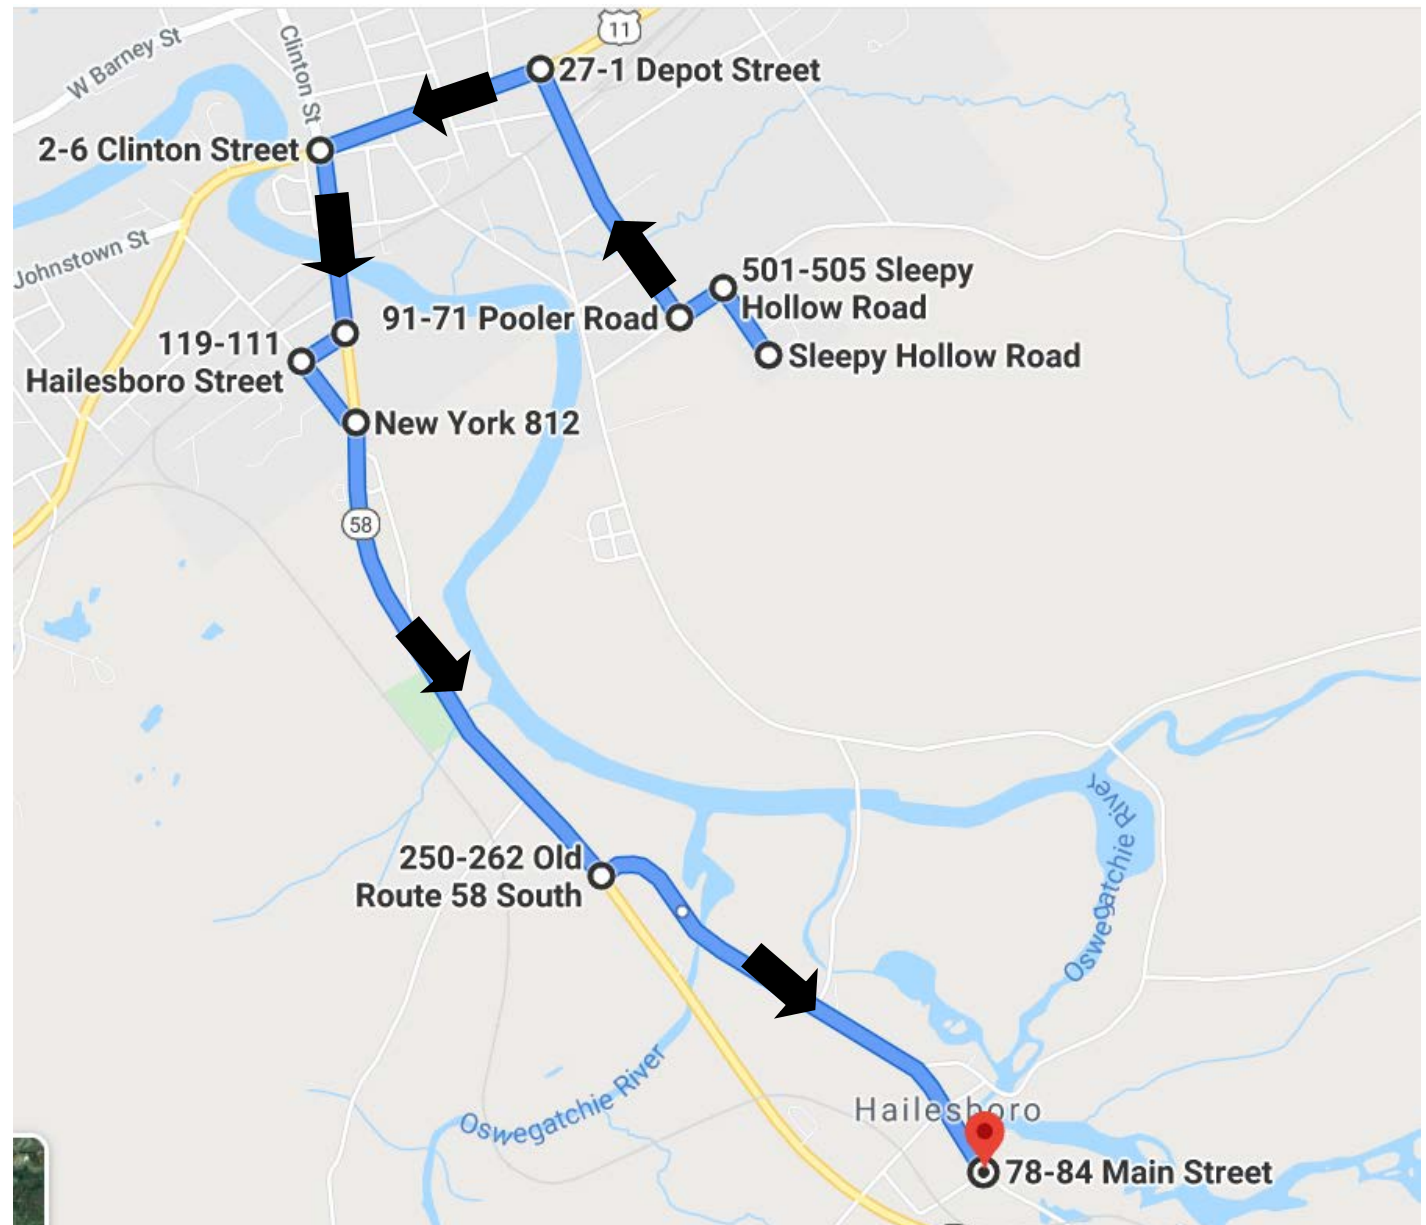 11
W Barney St
Clinton St
27-1 Depot Street
2-6 Clinton Street
Johnstown St
501-505 Sleepy
Hollow Road
91-71 Pooler Road
119-111
Hailesboro Street
Sleepy Hollow Road
New York 812
58
Oswegatchie River
250-262 Old
Route 58 South
Oswegatchie River
Hailesboro
78-84 Main Street